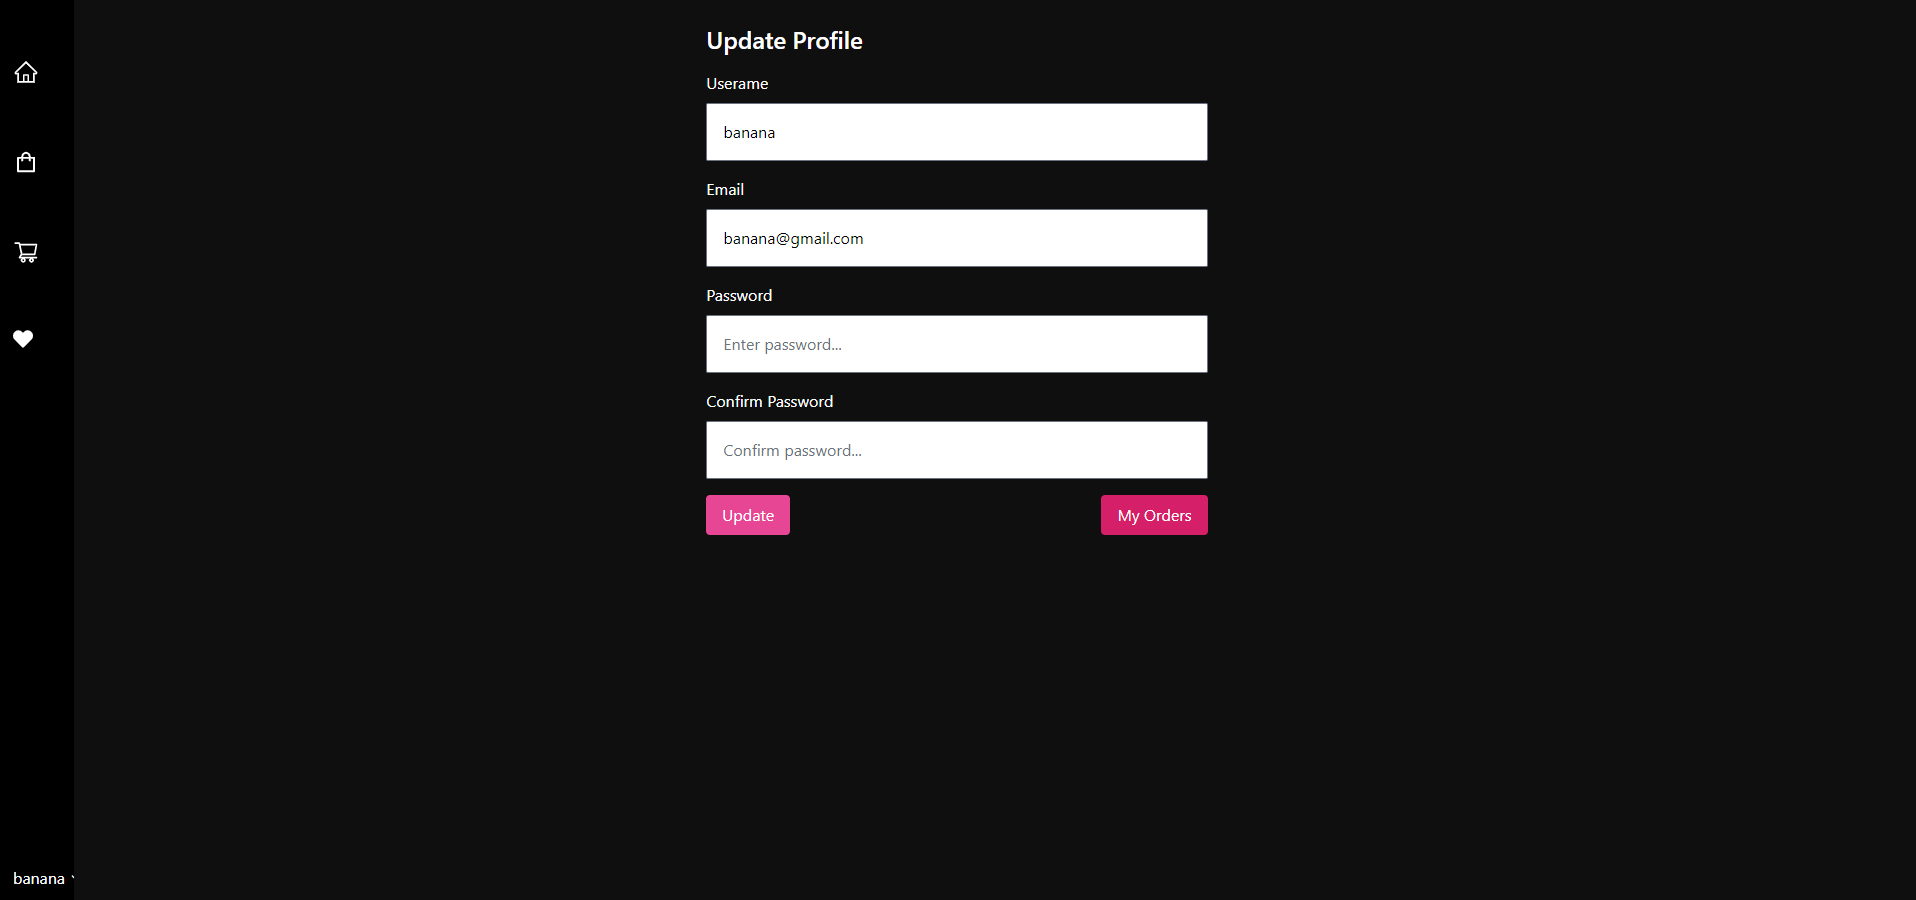 Update Profile
Userame
banana
Email
banana@gmail.com
Password
Enter password...
Confirm Password
Confirm password...
Update
My Orders
banana